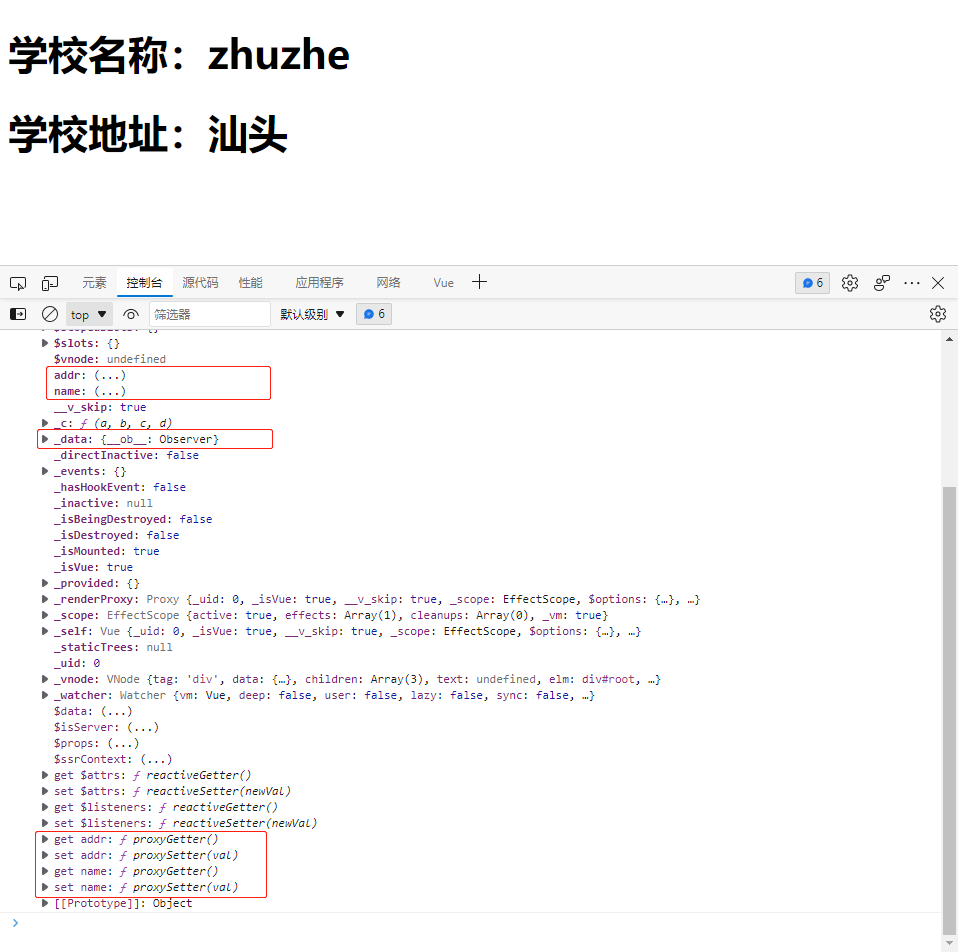 学校名称：zhuzhe
学校地址：汕头
元素 控制台 源代码 性能 应用程序 网络 Vue 6
top 筛选器 默认级别 6
$slots: {}
$vnode: undefined
addr: (...)
name: (...)
__v_skip: true
_c: ƒ (a, b, c, d)
_data: {__ob__: Observer}
_directInactive: false
_events: {}
_hasHookEvent: false
_inactive: null
_isBeingDestroyed: false
_isDestroyed: false
_isMounted: true
_isVue: true
_provided: {}
_renderProxy: Proxy {_uid: 0, _isVue: true, __v_skip: true, _scope: EffectScope, $options: {…}, …}
_scope: EffectScope {active: true, effects: Array(1), cleanups: Array(0), _vm: true}
_self: Vue {_uid: 0, _isVue: true, __v_skip: true, _scope: EffectScope, $options: {…}, …}
_staticTrees: null
_uid: 0
_vnode: VNode {tag: 'div', data: {…}, children: Array(3), text: undefined, elm: div#root, …}
_watcher: Watcher {vm: Vue, deep: false, user: false, lazy: false, sync: false, …}
$data: (...)
$isServer: (...)
$props: (...)
$ssrContext: (...)
get $attrs: ƒ reactiveGetter()
set $attrs: ƒ reactiveSetter(newVal)
get $listeners: ƒ reactiveGetter()
set $listeners: ƒ reactiveSetter(newVal)
get addr: ƒ proxyGetter()
set addr: ƒ proxySetter(val)
get name: ƒ proxyGetter()
set name: ƒ proxySetter(val)
[[Prototype]]: Object